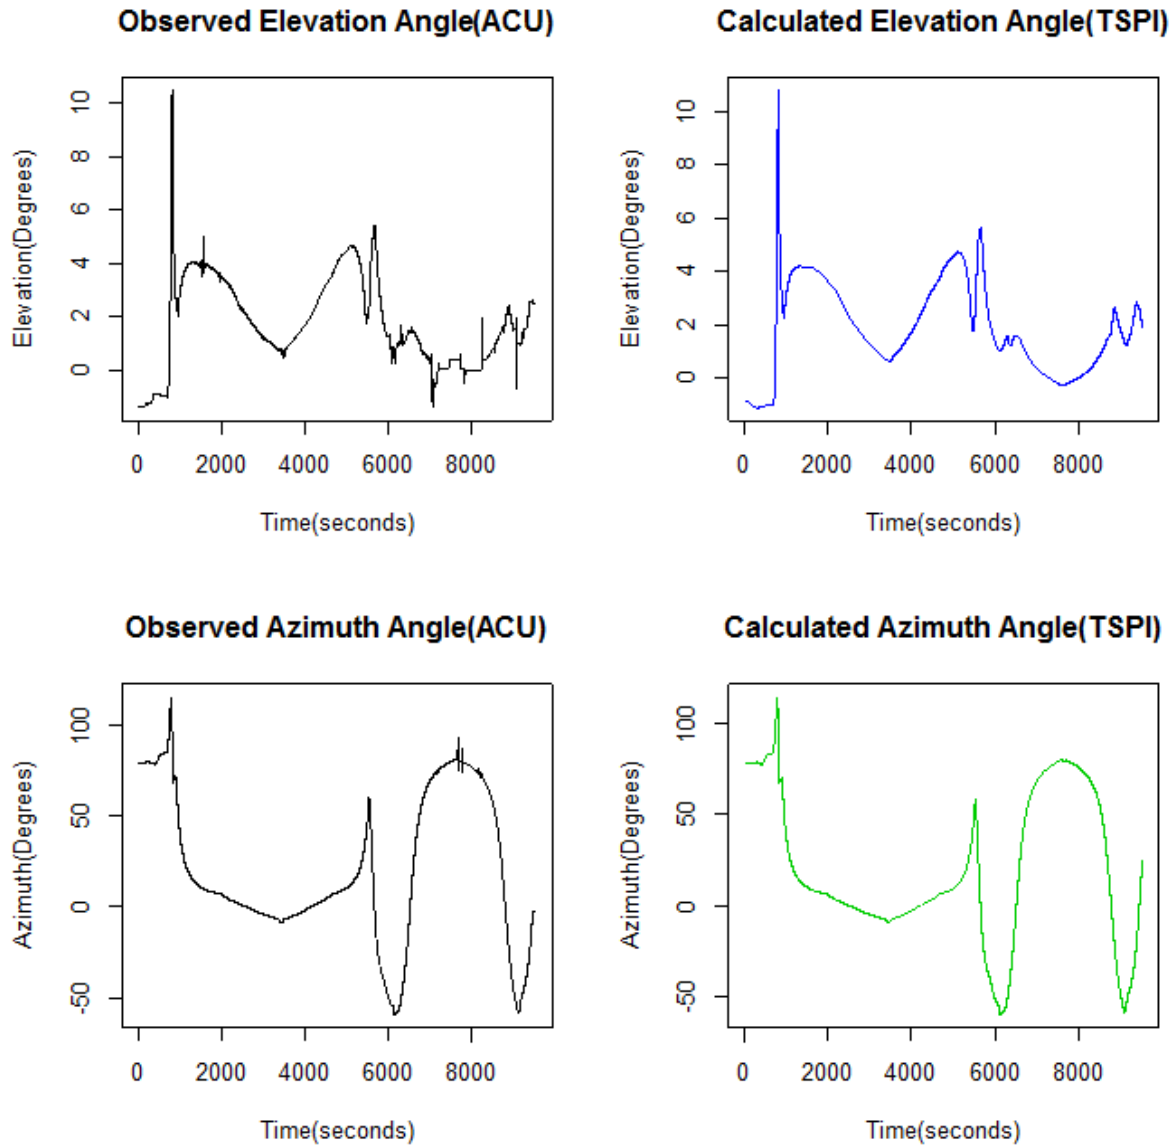 Observed Elevation Angle(ACU)
Elevation(Degrees)
10
8
6
4
2
0
0 2000 4000 6000 8000
Time(seconds)
Calculated Elevation Angle(TSPI)
Elevation(Degrees)
10
8
6
4
2
0
0 2000 4000 6000 8000
Time(seconds)
Observed Azimuth Angle(ACU)
Azimuth(Degrees)
100
50
0
-50
0 2000 4000 6000 8000
Time(seconds)
Calculated Azimuth Angle(TSPI)
Azimuth(Degrees)
100
50
0
-50
0 2000 4000 6000 8000
Time(seconds)